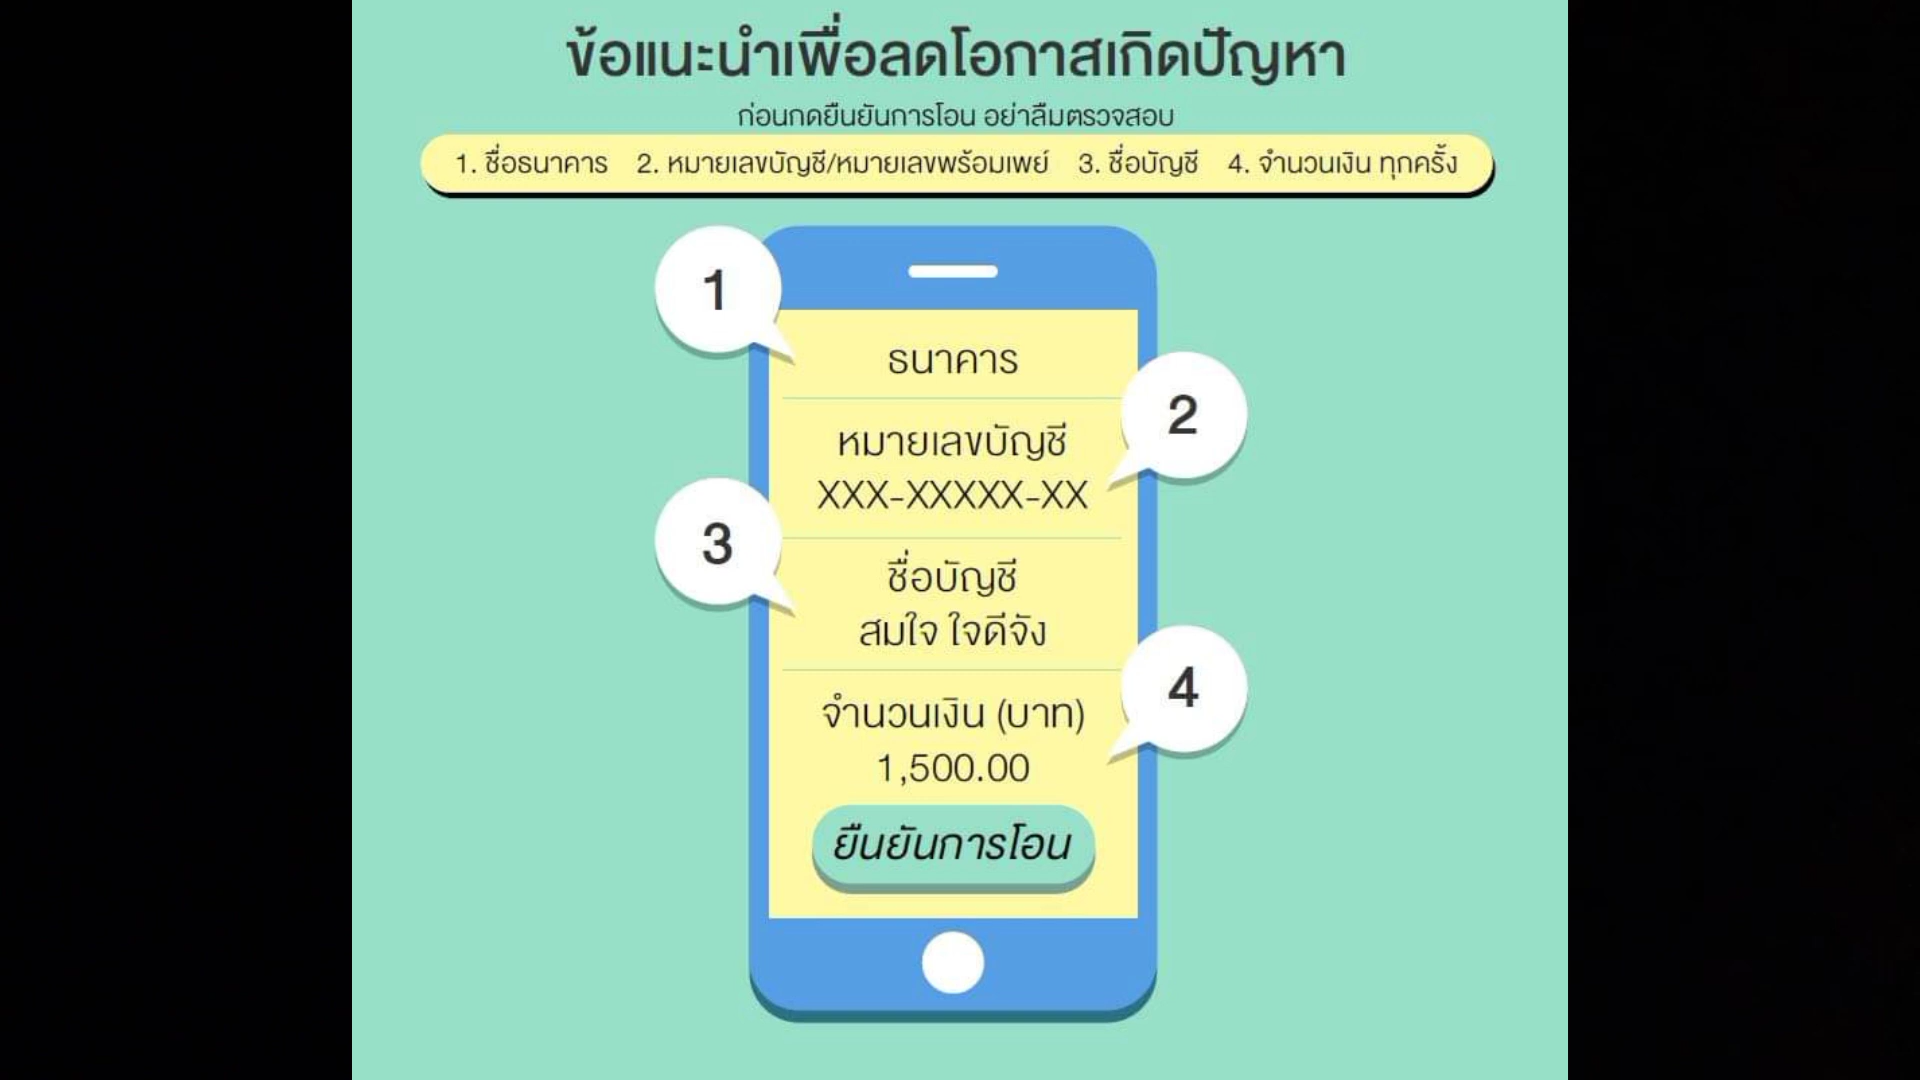 ข้อแนะนำเพื่อลดโอกาสเกิดปัญหา
ก่อนกดยืนยันการโอน อย่าลืมตรวจสอบ
1. ชื่อธนาคาร 2. หมายเลขบัญชี/หมายเลขพร้อมเพย์ 3. ชื่อบัญชี 4. จำนวนเงิน ทุกครั้ง
1
ธนาคาร
2
หมายเลขบัญชี
XXX-XXXXX-XX
3
ชื่อบัญชี
สมใจ ใจดีจัง
4
จำนวนเงิน (บาท)
1,500.00
ยืนยันการโอน